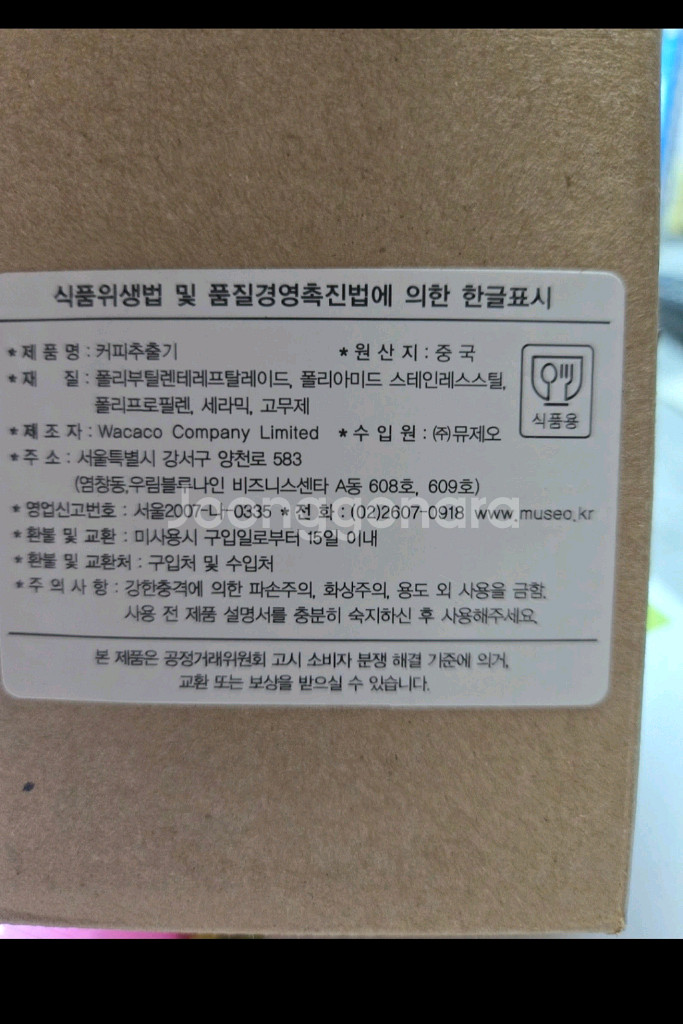 식품위생법 및 품질경영촉진법에 의한 한글표시
*제 품 명 : 커피추출기 *원 산 지 : 중 국
*재 질 : 폴리부틸렌테레프탈레이드, 폴리아미드 스테인레스스틸,
폴리프로필렌, 세라믹, 고무제
식품용
*제 조 자 : Wacaco Company Limited *수 입 원 : ㈜뮤제오
*주 소 : 서울특별시 강서구 양천로 583
(염창동,우림블루나인 비즈니스센타 A동 608호, 609호)
*영업신고번호 : 서울2007-나-0335 *전 화 : (02)2607-0918 www.museo.kr
Joonggonara
*환불 및 교환 : 미사용시 구입일로부터 15일 이내
*환불 및 교환처 : 구입처 및 수입처
*주 의 사 항 : 강한충격에 의한 파손주의, 화상주의, 용도 외 사용을 금함.
사용 전 제품 설명서를 충분히 숙지하신 후 사용해주세요.
본 제품은 공정거래위원회 고시 소비자 분쟁 해결 기준에 의거,
교환 또는 보상을 받으실 수 있습니다.